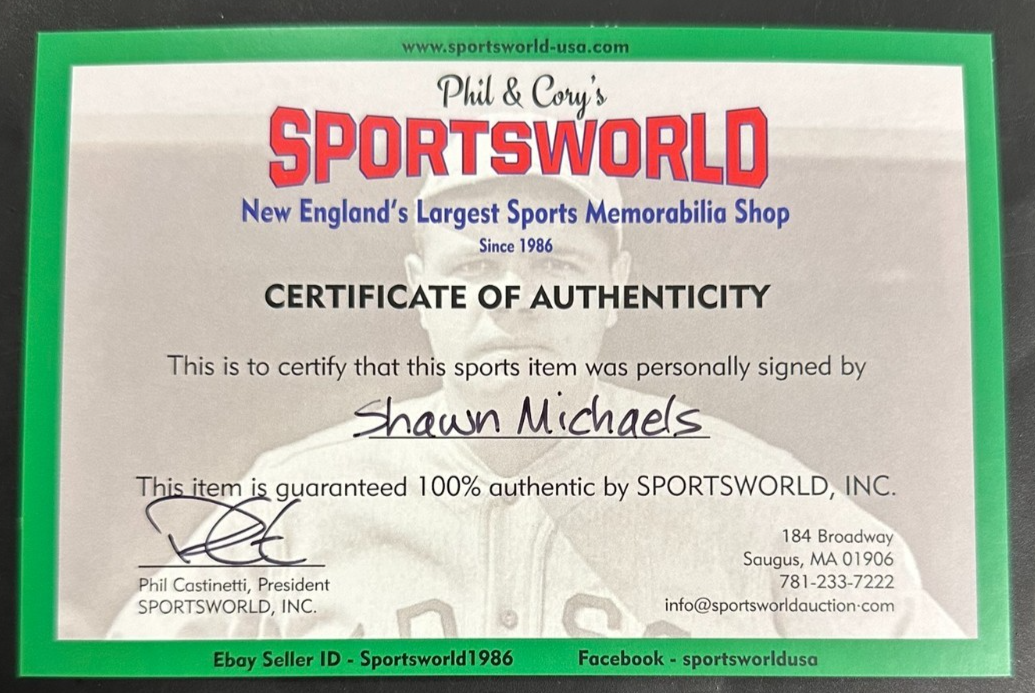 www.sportsworld-usa.com
Phil & Cory's
SPORTSWORLD
New England's Largest Sports Memorabilia Shop
Since 1986
CERTIFICATE OF AUTHENTICITY
This is to certify that this sports item was personally signed by
Shawn Michaels
This item is guaranteed 100% authentic by SPORTSWORLD, INC.
184 Broadway
Saugus, MA 01906
781-233-7222
info@sportsworldauction.com
Phil Castinetti, President
SPORTSWORLD, INC.
Ebay Seller ID - Sportsworld1986
Facebook - sportsworldusa